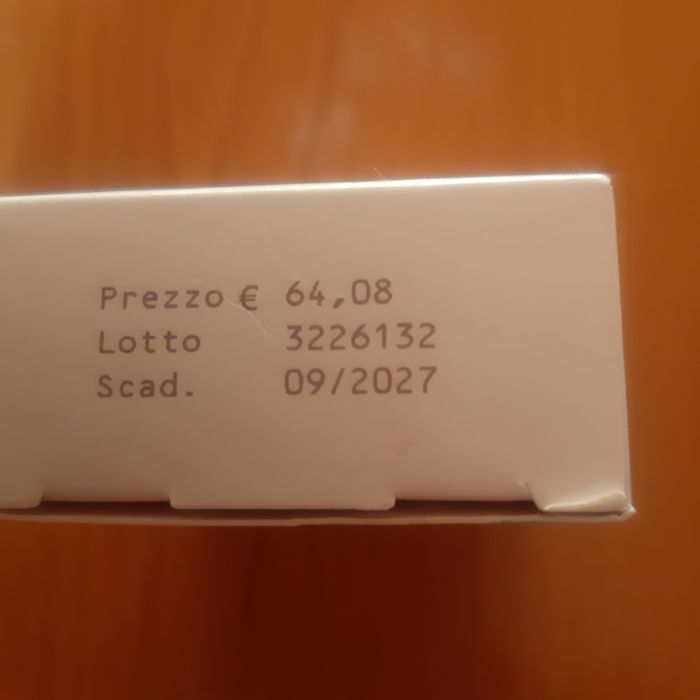 Prezzo € 64,08
Lotto 3226132
Scad. 09/2027